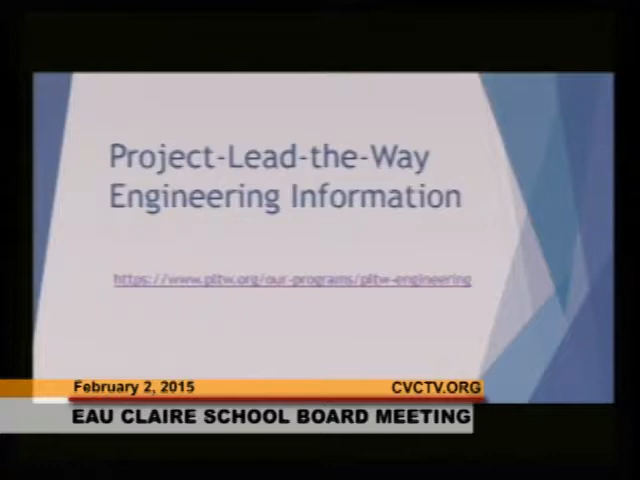 Project-Lead-the-Way
Engineering Information
https://www.pltw.org/our-programs/pltw-engineering
February 2, 2015
CVCTV.ORG
EAU CLAIRE SCHOOL BOARD MEETING